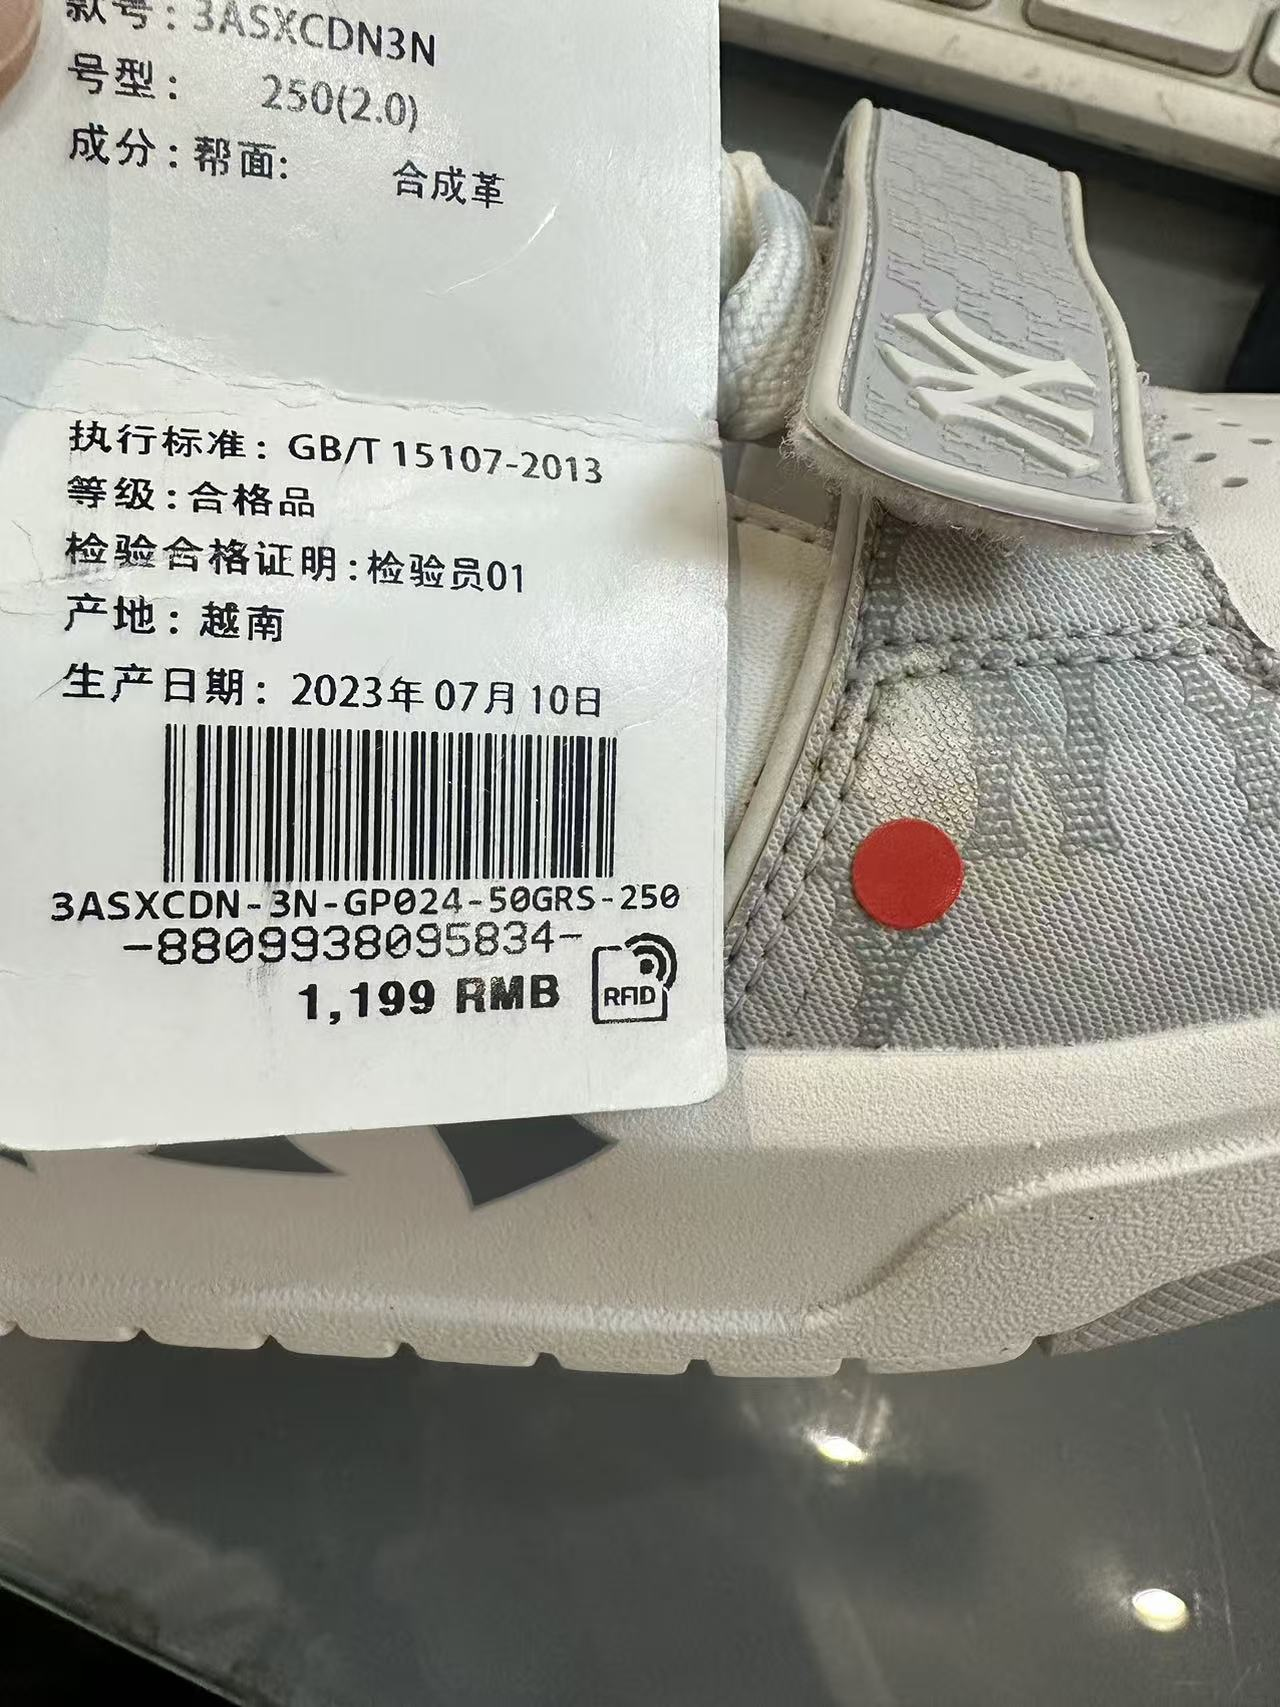 款号: 3ASXCDN3N
号型: 250(2.0)
成分: 帮面: 合成革
执行标准: GB/T 15107-2013
等级: 合格品
检验合格证明: 检验员01
产地: 越南
生产日期: 2023年 07月 10日
3ASXCDN-3N-GP024-50GRS-250
-8809938095834-
1,199 RMB
RFID
NY